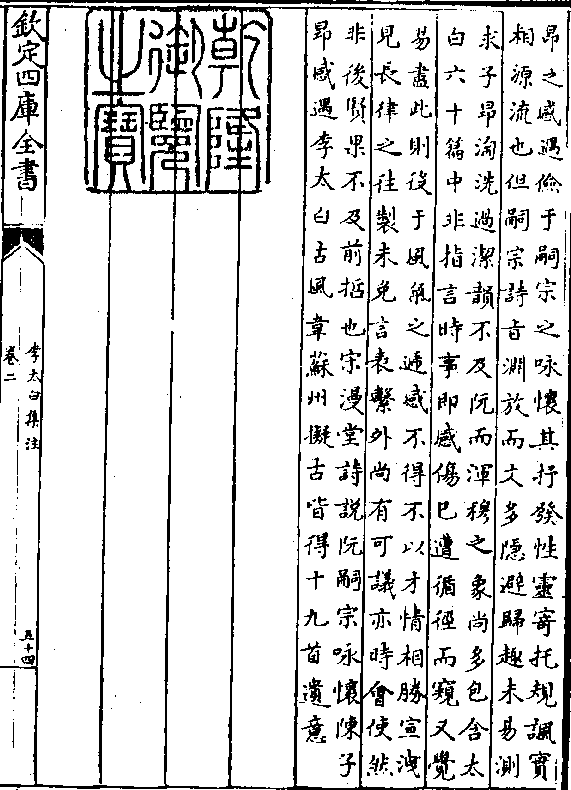 昂之感遇儉于嗣宗之咏懷其抒發性靈寄托規諷實
相源流也但嗣宗詩旨淵放而文多隱避歸趣未易測
求子昂淘洗過潔韻不及阮而渾穆之象尚多包含太
白六十篇中非指言時事即感傷己遭循徑而窺又覺
易盡此則役于風氣之遞感不得不以才情相勝宣洩
見長律之往製未免言表繫外尚有可議亦時會使然
非後賢果不及前哲也宋漫堂詩説阮嗣宗咏懷陳子
昂感遇李太白古風韋蘇州擬古皆得十九首遺意
乾隆
御覽
之寶
欽定四庫全書
李太白集注
卷二
五十四